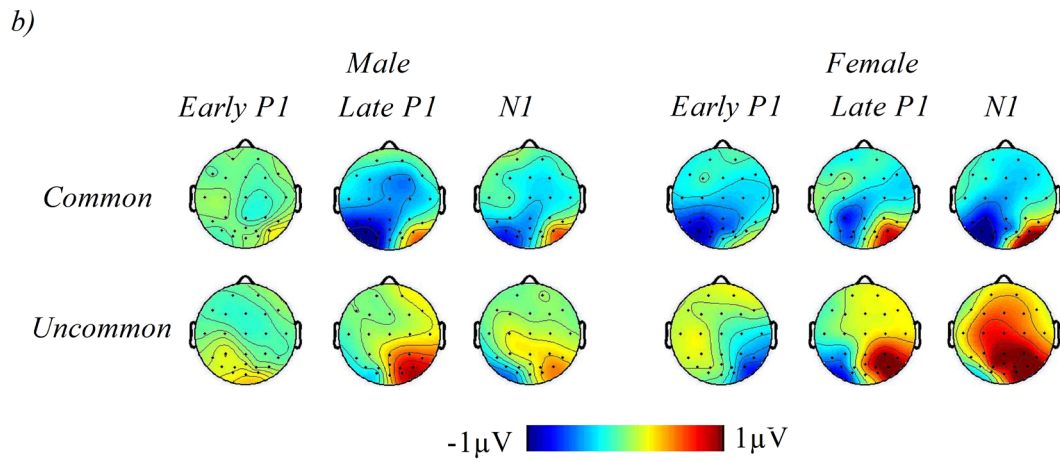 b)
Male Female
Early P1 Late P1 N1 Early P1 Late P1 N1
Common
Uncommon
-1µV 1µV